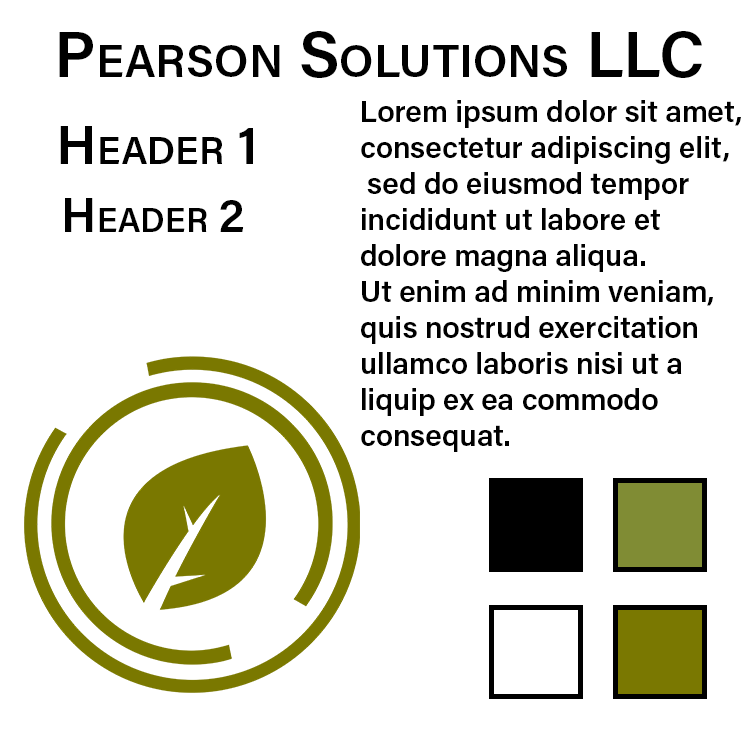 Pearson Solutions LLC
Header 1
Header 2
Lorem ipsum dolor sit amet,
consectetur adipiscing elit,
sed do eiusmod tempor
incididunt ut labore et
dolore magna aliqua.
Ut enim ad minim veniam,
quis nostrud exercitation
ullamco laboris nisi ut a
liquip ex ea commodo
consequat.